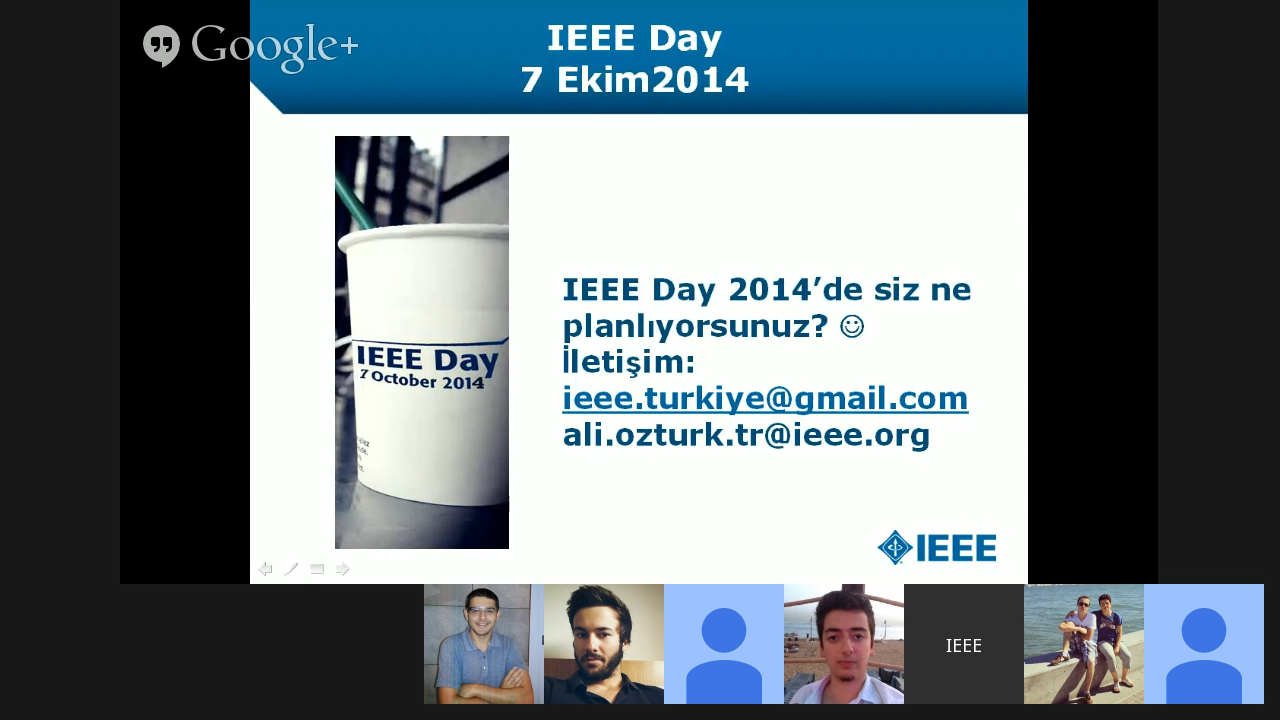 Google+
IEEE Day
7 Ekim2014
IEEE Day
7 October 2014
IEEE Day 2014’de siz ne
planlıyorsunuz? ☺
İletişim:
ieee.turkiye@gmail.com
ali.ozturk.tr@ieee.org
IEEE
IEEE